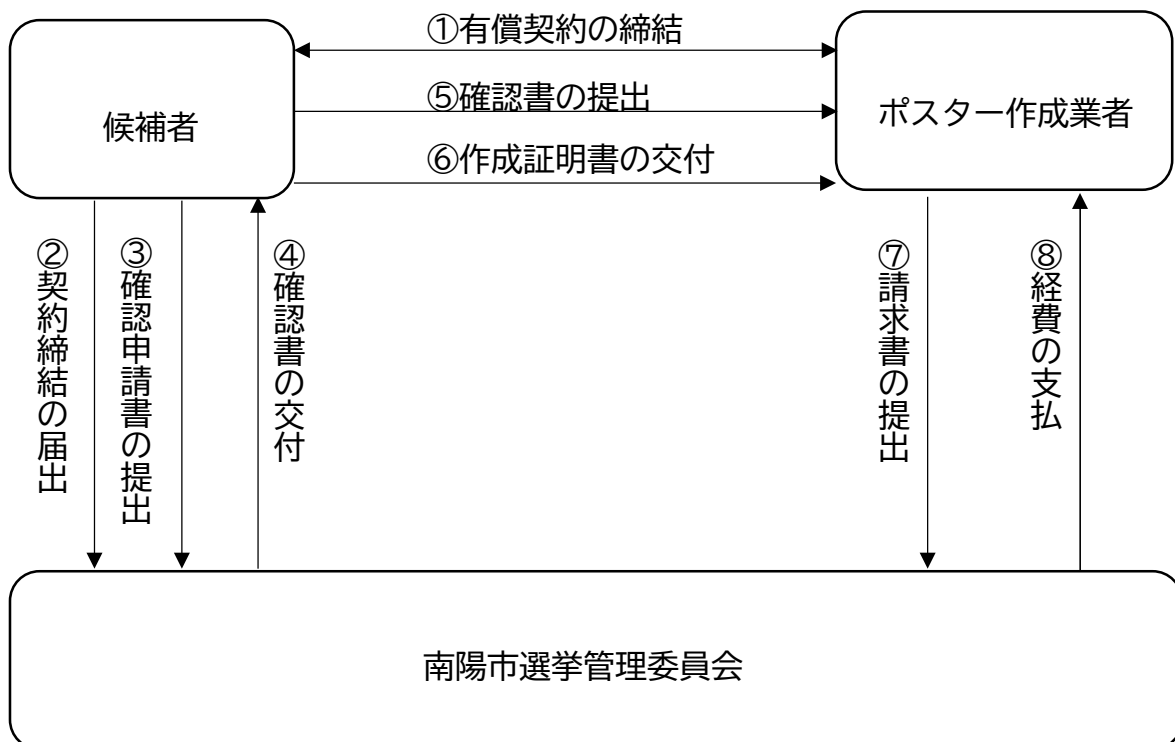 ①有償契約の締結
候補者
⑤確認書の提出
ポスター作成業者
⑥作成証明書の交付
②契約締結の届出
③確認申請書の提出
④確認書の交付
⑦請求書の提出
⑧経費の支払
南陽市選挙管理委員会